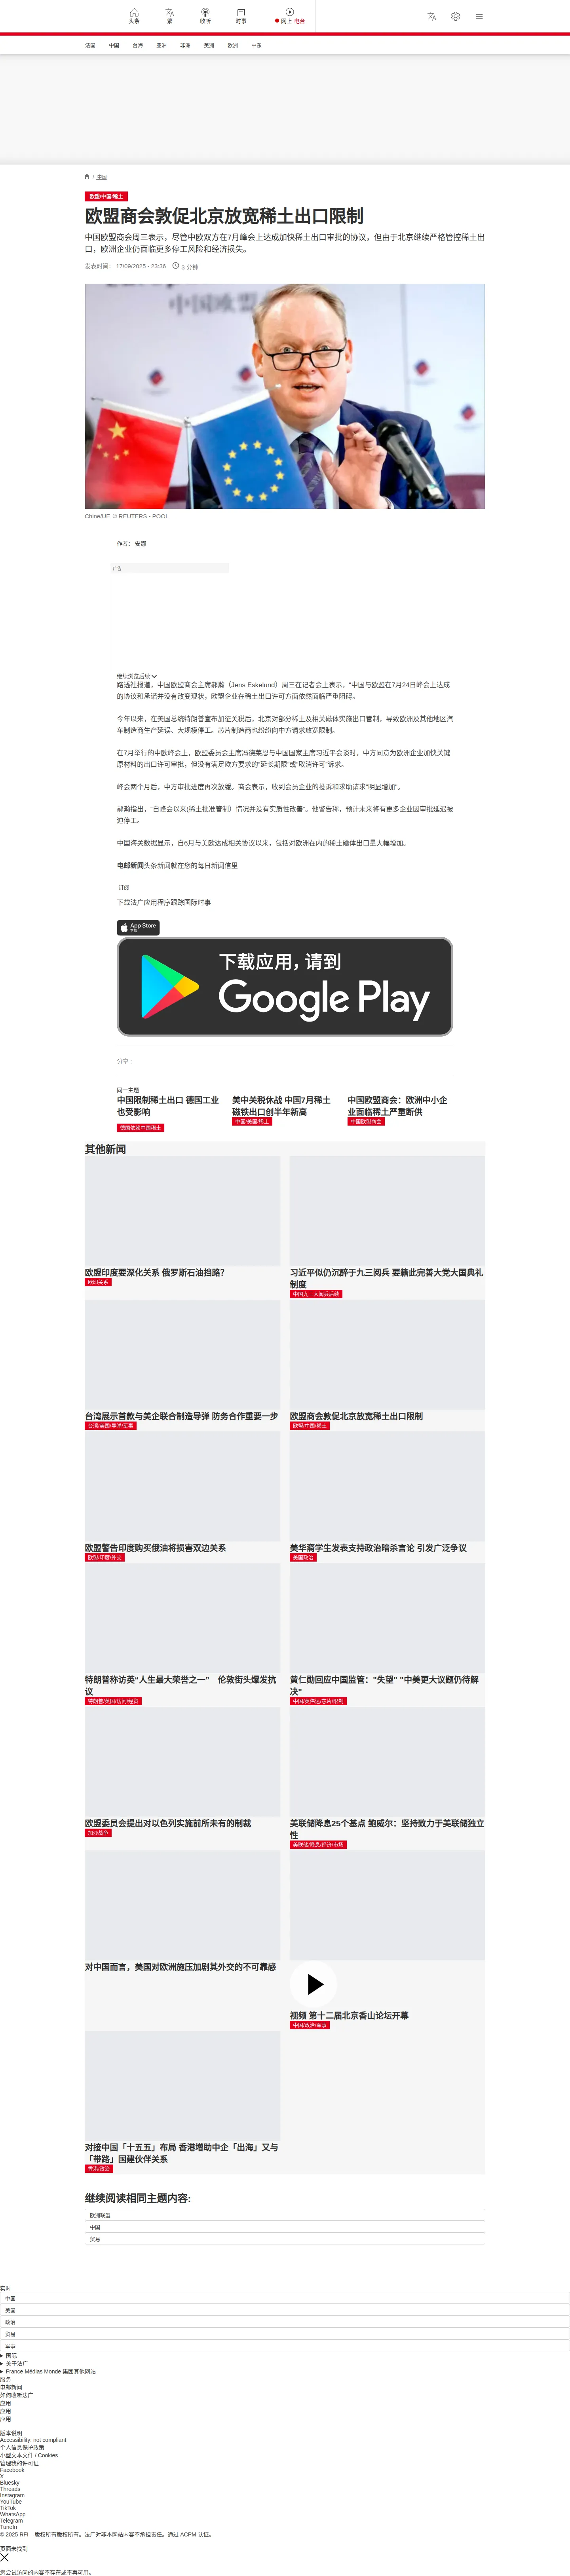 头条
繁
收听
时事
网上 电台
法国
中国
台海
亚洲
非洲
美洲
欧洲
中东
/ 中国
欧盟/中国/稀土
欧盟商会敦促北京放宽稀土出口限制
中国欧盟商会周三表示，尽管中欧双方在7月峰会上达成加快稀土出口审批的协议，但由于北京继续严格管控稀土出口，欧洲企业仍面临更多停工风险和经济损失。
发表时间： 17/09/2025 - 23:36
3 分钟
中国欧盟
Chine/UE © REUTERS - POOL
作者： 安娜
广告
继续浏览后续
路透社报道，中国欧盟商会主席郝瀚（Jens Eskelund）周三在记者会上表示，“中国与欧盟在7月24日峰会上达成的协议和承诺并没有改变现状，欧盟企业在稀土出口许可方面依然面临严重阻碍。
今年以来，在美国总统特朗普宣布加征关税后，北京对部分稀土及相关磁体实施出口管制，导致欧洲及其他地区汽车制造商生产延误、大规模停工。芯片制造商也纷纷向中方请求放宽限制。
在7月举行的中欧峰会上，欧盟委员会主席冯德莱恩与中国国家主席习近平会谈时，中方同意为欧洲企业加快关键原材料的出口许可审批，但没有满足欧方要求的“延长期限”或“取消许可”诉求。
峰会两个月后，中方审批进度再次放缓。商会表示，收到会员企业的投诉和求助请求“明显增加”。
郝瀚指出，“自峰会以来(稀土批准管制）情况并没有实质性改善”。他警告称，预计未来将有更多企业因审批延迟被迫停工。
中国海关数据显示，自6月与美欧达成相关协议以来，包括对欧洲在内的稀土磁体出口量大幅增加。
电邮新闻头条新闻就在您的每日新闻信里
订阅
下载法广应用程序跟踪国际时事
App Store
下载
下载应用，请到
Google Play
分享 :
同一主题
中国限制稀土出口 德国工业也受影响
德国依赖中国稀土
美中关税休战 中国7月稀土磁铁出口创半年新高
中国/美国/稀土
中国欧盟商会：欧洲中小企业面临稀土严重断供
中国欧盟商会
其他新闻
欧盟印度要深化关系 俄罗斯石油挡路?
欧印关系
习近平似仍沉醉于九三阅兵 要籍此完善大党大国典礼制度
中国九三大阅兵后续
台湾展示首款与美企联合制造导弹 防务合作重要一步
台湾/美国/导弹/军事
欧盟商会敦促北京放宽稀土出口限制
欧盟/中国/稀土
欧盟警告印度购买俄油将损害双边关系
欧盟/印度/外交
美华裔学生发表支持政治暗杀言论 引发广泛争议
美国政治
特朗普称访英“人生最大荣誉之一” 伦敦街头爆发抗议
特朗普/英国/访问/经贸
黄仁勋回应中国监管："失望" "中美更大议题仍待解决"
中国/英伟达/芯片/限制
欧盟委员会提出对以色列实施前所未有的制裁
加沙战争
美联储降息25个基点 鲍威尔：坚持致力于美联储独立性
美联储/降息/经济/市场
对中国而言，美国对欧洲施压加剧其外交的不可靠感
视频 第十二届北京香山论坛开幕
中国/政治/军事
对接中国「十五五」布局 香港增助中企「出海」又与「带路」国建伙伴关系
香港/政治
继续阅读相同主题内容:
欧洲联盟
中国
贸易
实时
中国
美国
政治
贸易
军事
国际
关于法广
France Médias Monde 集团其他网站
服务
电邮新闻
如何收听法广
应用
应用
应用
版本说明
Accessibility: not compliant
个人信息保护政策
小型文本文件 / Cookies
管理我的许可证
Facebook
X
Bluesky
Threads
Instagram
YouTube
TikTok
WhatsApp
Telegram
TuneIn
© 2025 RFI – 版权所有版权所有。法广对非本网站内容不承担责任。通过 ACPM 认证。
页面未找到
您尝试访问的内容不存在或不再可用。